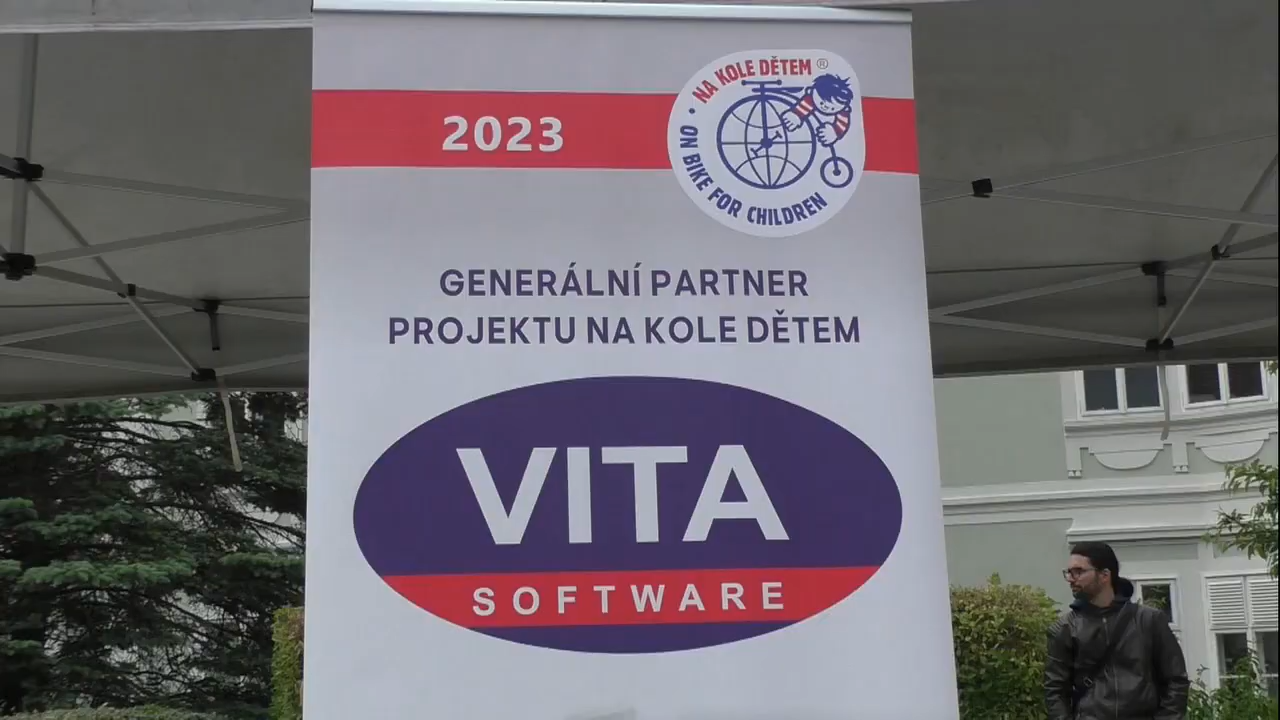 NA KOLE DĚTEM ®
• ON BIKE FOR CHILDREN
2023
GENERÁLNÍ PARTNER
PROJEKTU NA KOLE DĚTEM
VITA
SOFTWARE